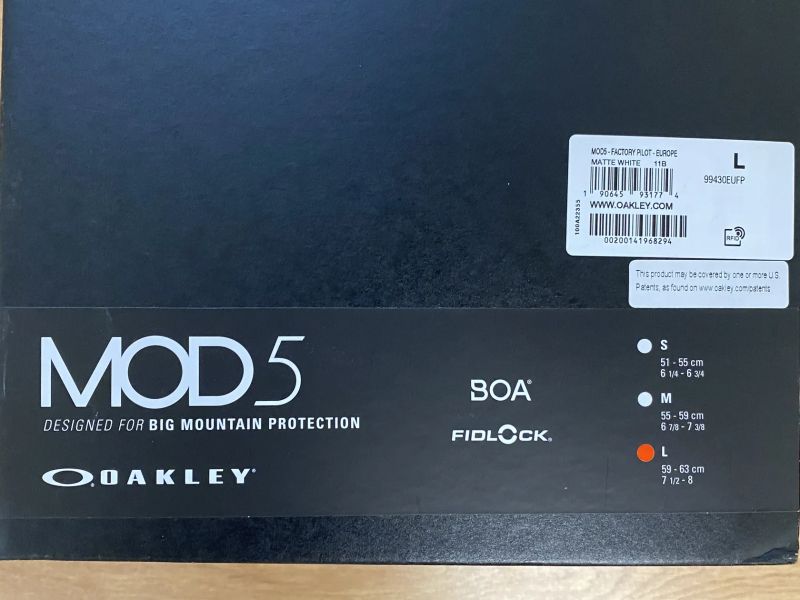 MOD5 - FACTORY PILOT - EUROPE
MATTE WHITE 11B
L
99430EUFP
1 90645 93177 4
WWW.OAKLEY.COM
100A22355
00200141968294
RFID
This product may be covered by one or more U.S.
Patents, as found on www.oakley.com/patents
MOD5
DESIGNED FOR BIG MOUNTAIN PROTECTION
OAKLEY®
BOA®
FIDLOCK®
S
51 - 55 cm
6 1/4 - 6 3/4
M
55 - 59 cm
6 7/8 - 7 3/8
L
59 - 63 cm
7 1/2 - 8